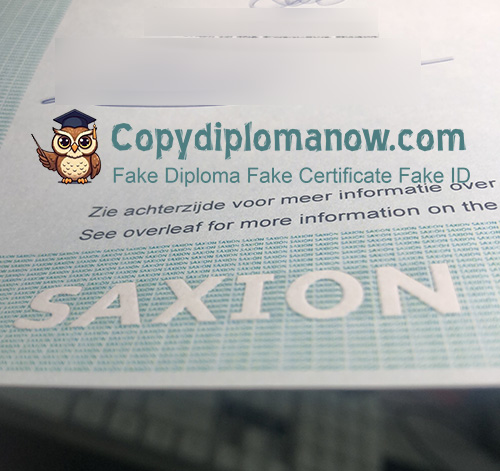 Copydiplomanow.com
Fake Diploma Fake Certificate Fake ID
Zie achterzijde voor meer informatie over
See overleaf for more information on the
SAXION